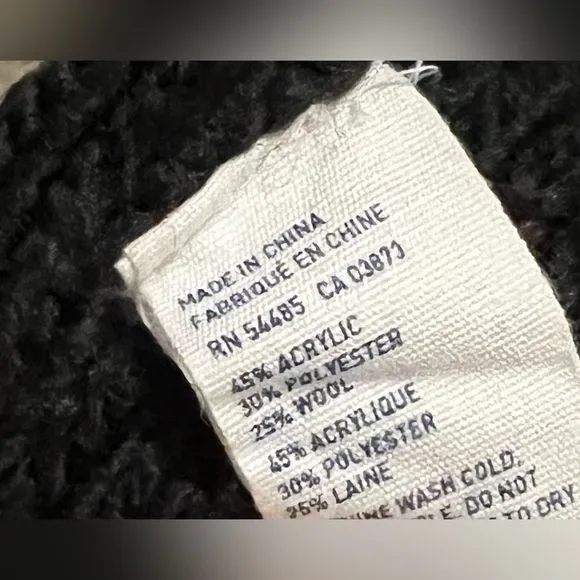 MADE IN CHINA
FABRIQUÉ EN CHINE
RN 54485 CA 03873
45% ACRYLIC
30% POLYESTER
25% WOOL
45% ACRYLIQUE
30% POLYESTER
25% LAINE
WASH COLD.
DO NOT
TO DRY